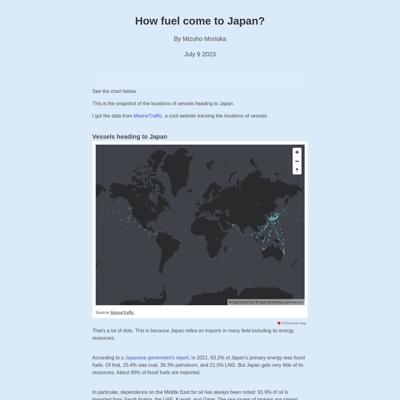 How fuel come to Japan?
By Mizuho Morioka
July 9 2023
See the chart below.
This is the snapshot of the locations of vessels heading to Japan.
I got the data from MarineTraffic, a cool website tracking the locations of vessels.
Vessels heading to Japan
Source: MarineTraffic
A Flourish map
That's a lot of dots. This is because Japan relies on imports in many field including its energy
resources.
According to a Japanese goverment's report, in 2021, 83.2% of Japan's primary energy was fossil
fuels. Of that, 25.4% was coal, 36.3% petroleum, and 21.5% LNG. But Japan gets very little of its
resources. About 90% of fossil fuels are imported.
In particular, dependence on the Middle East for oil has always been noted: 91.9% of oil is
imported from Saudi Arabia, the UAE, Kuwait, and Qatar. The sea routes of tankers are similar